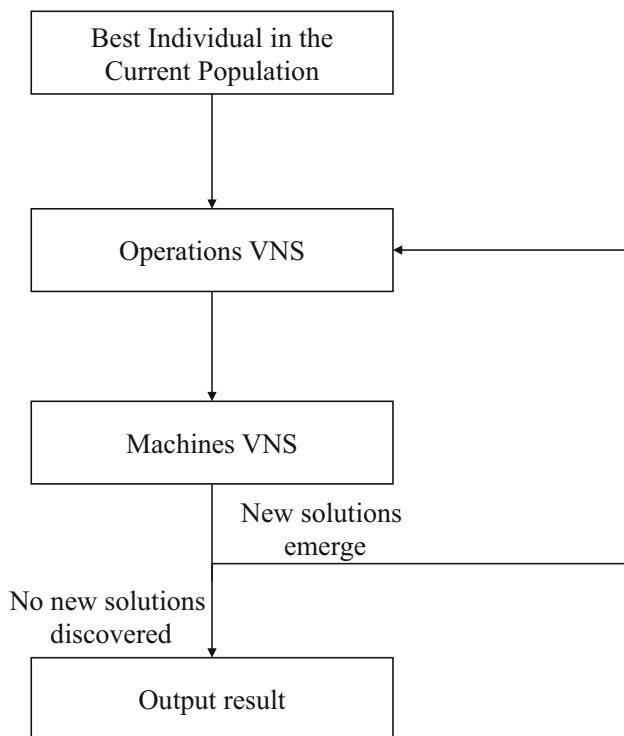 Best Individual in the
Current Population
Operations VNS
Machines VNS
New solutions
emerge
No new solutions
discovered
Output result